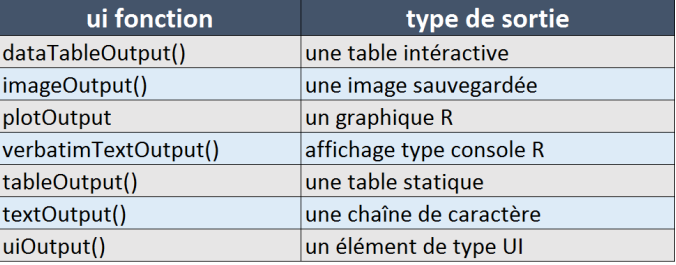 ui fonction type de sortie
dataTableOutput() une table intéractive
imageOutput() une image sauvegardée
plotOutput un graphique R
verbatimTextOutput() affichage type console R
tableOutput() une table statique
textOutput() une chaîne de caractère
uiOutput() un élément de type UI